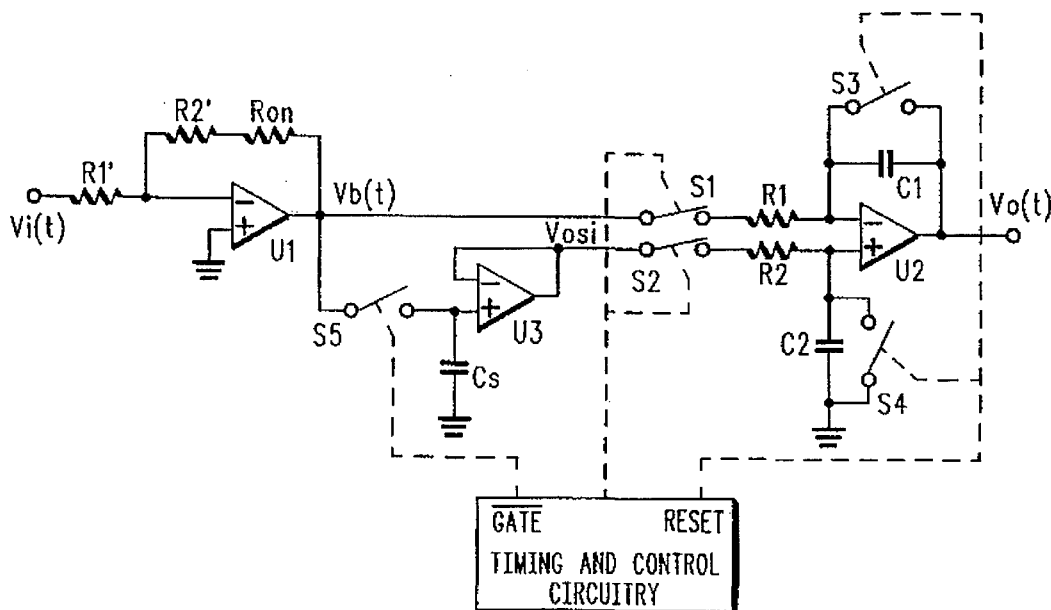 S3
R2' Ron
R1'
C1
Vb(t)
S1
R1
Vo(t)
Vi(t)
U1
Vosi
S2
R2
U2
S5
U3
C2
Cs
S4
GATE RESET
TIMING AND CONTROL
CIRCUITRY